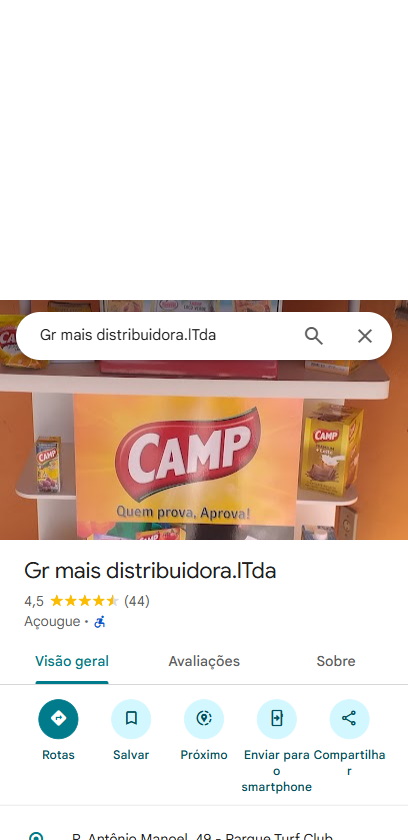 Gr mais distribuidora.lTda
CAMP
CAMP
CAMP
Quem prova, Aprova!
CAMP
Gr mais distribuidora.lTda
4,5 (44)
Açougue ·
Visão geral Avaliações Sobre
Rotas Salvar Próximo Enviar para o smartphone Compartilhar
R. Antônio Manoel, 49 - Parque Turf Club